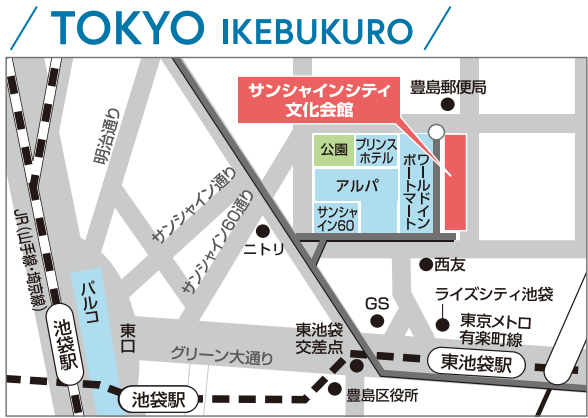 TOKYO IKEBUKURO
サンシャインシティ
文化会館
豊島郵便局
明治通り
公園
プリンス
ホテル
ワールドイン
ポートマート
アルパ
サンシャ
イン60
サンシャイン通り
サンシャイン60通り
ニトリ
JR(山手線・埼京線)
西友
パルコ
GS
ライズシティ池袋
東口
東池袋
交差点
東京メトロ
有楽町線
池袋駅
グリーン大通り
東池袋駅
池袋駅
豊島区役所